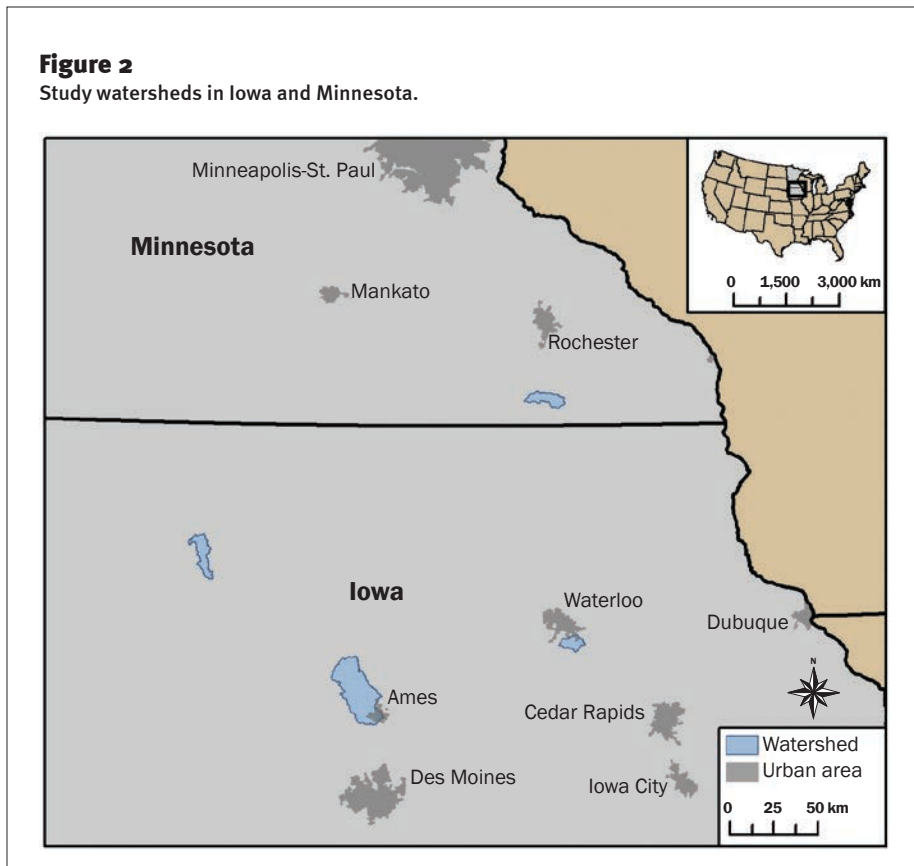 Figure 2
Study watersheds in Iowa and Minnesota.
Minneapolis-St. Paul
Minnesota
0 1,500 3,000 km
Mankato
Rochester
Iowa
Waterloo
Dubuque
N
Ames
Cedar Rapids
Watershed
Urban area
Des Moines
Iowa City
0 25 50 km